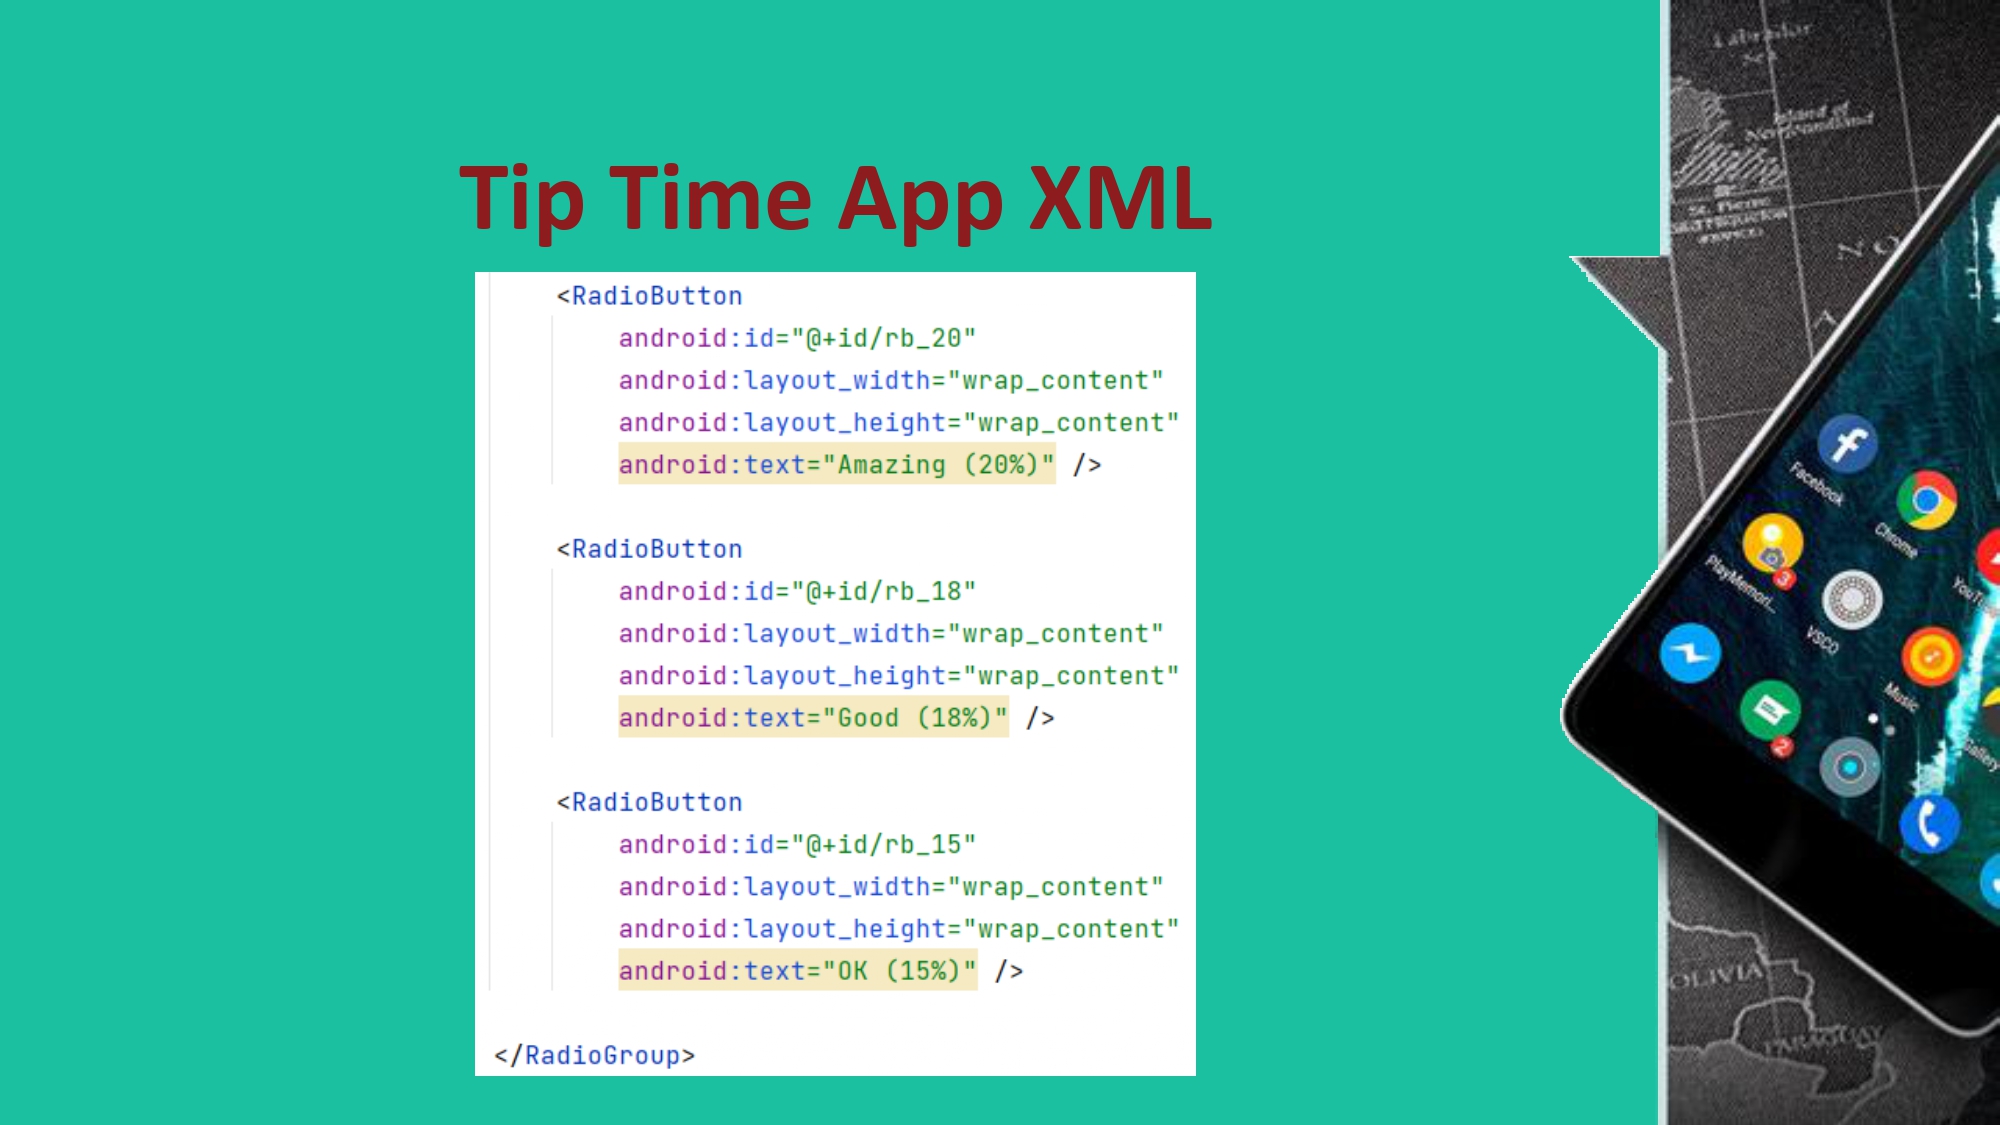 Tip Time App XML
<RadioButton
android:id="@+id/rb_20"
android:layout_width="wrap_content"
android:layout_height="wrap_content"
android:text="Amazing (20%)" />
<RadioButton
android:id="@+id/rb_18"
android:layout_width="wrap_content"
android:layout_height="wrap_content"
android:text="Good (18%)" />
<RadioButton
android:id="@+id/rb_15"
android:layout_width="wrap_content"
android:layout_height="wrap_content"
android:text="OK (15%)" />
</RadioGroup>
Labrador
Island of
Newfoundland
St. Pierre
(FRANCE)
Facebook
Chrome
PlayMemori...
3
VSCO
Music
2
Gallery
OLIVIA
PARAGUAY